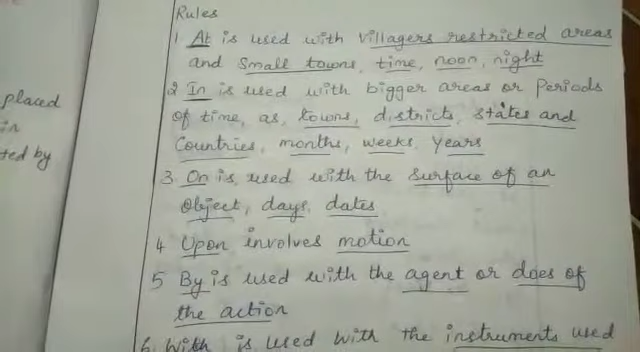 Rules
1 At is used with villagers restricted areas
and Small towns, time, noon, night
2 In is used with bigger areas or Periods
of time, as, towns, districts, states and
Countries, months, weeks, years
3. On is used with the Surface of an
object, days, dates
4 Upon involves motion
5 By is used with the agent or does of
the action
6. With is used with the instruments used
placed
in
ted by